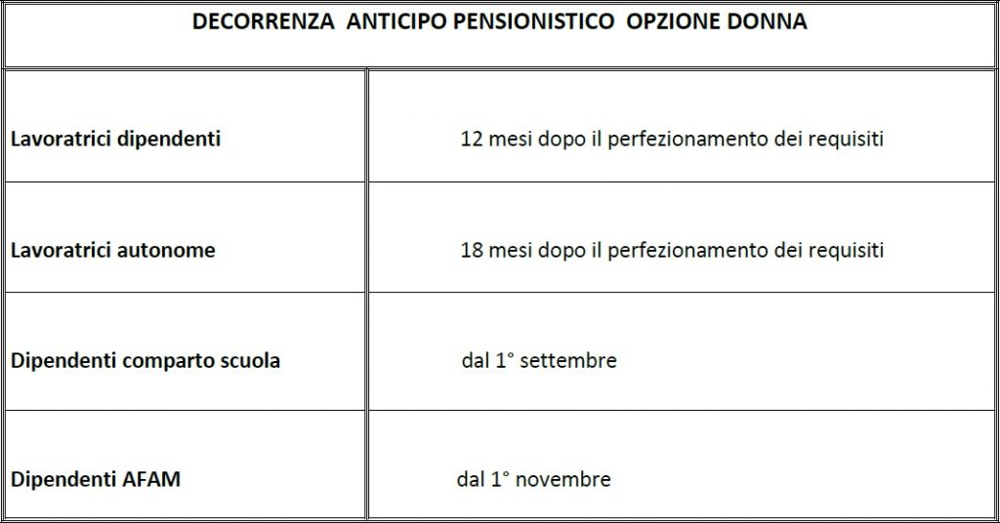 DECORRENZA ANTICIPO PENSIONISTICO OPZIONE DONNA
Lavoratrici dipendenti 12 mesi dopo il perfezionamento dei requisiti
Lavoratrici autonome 18 mesi dopo il perfezionamento dei requisiti
Dipendenti comparto scuola dal 1° settembre
Dipendenti AFAM dal 1° novembre